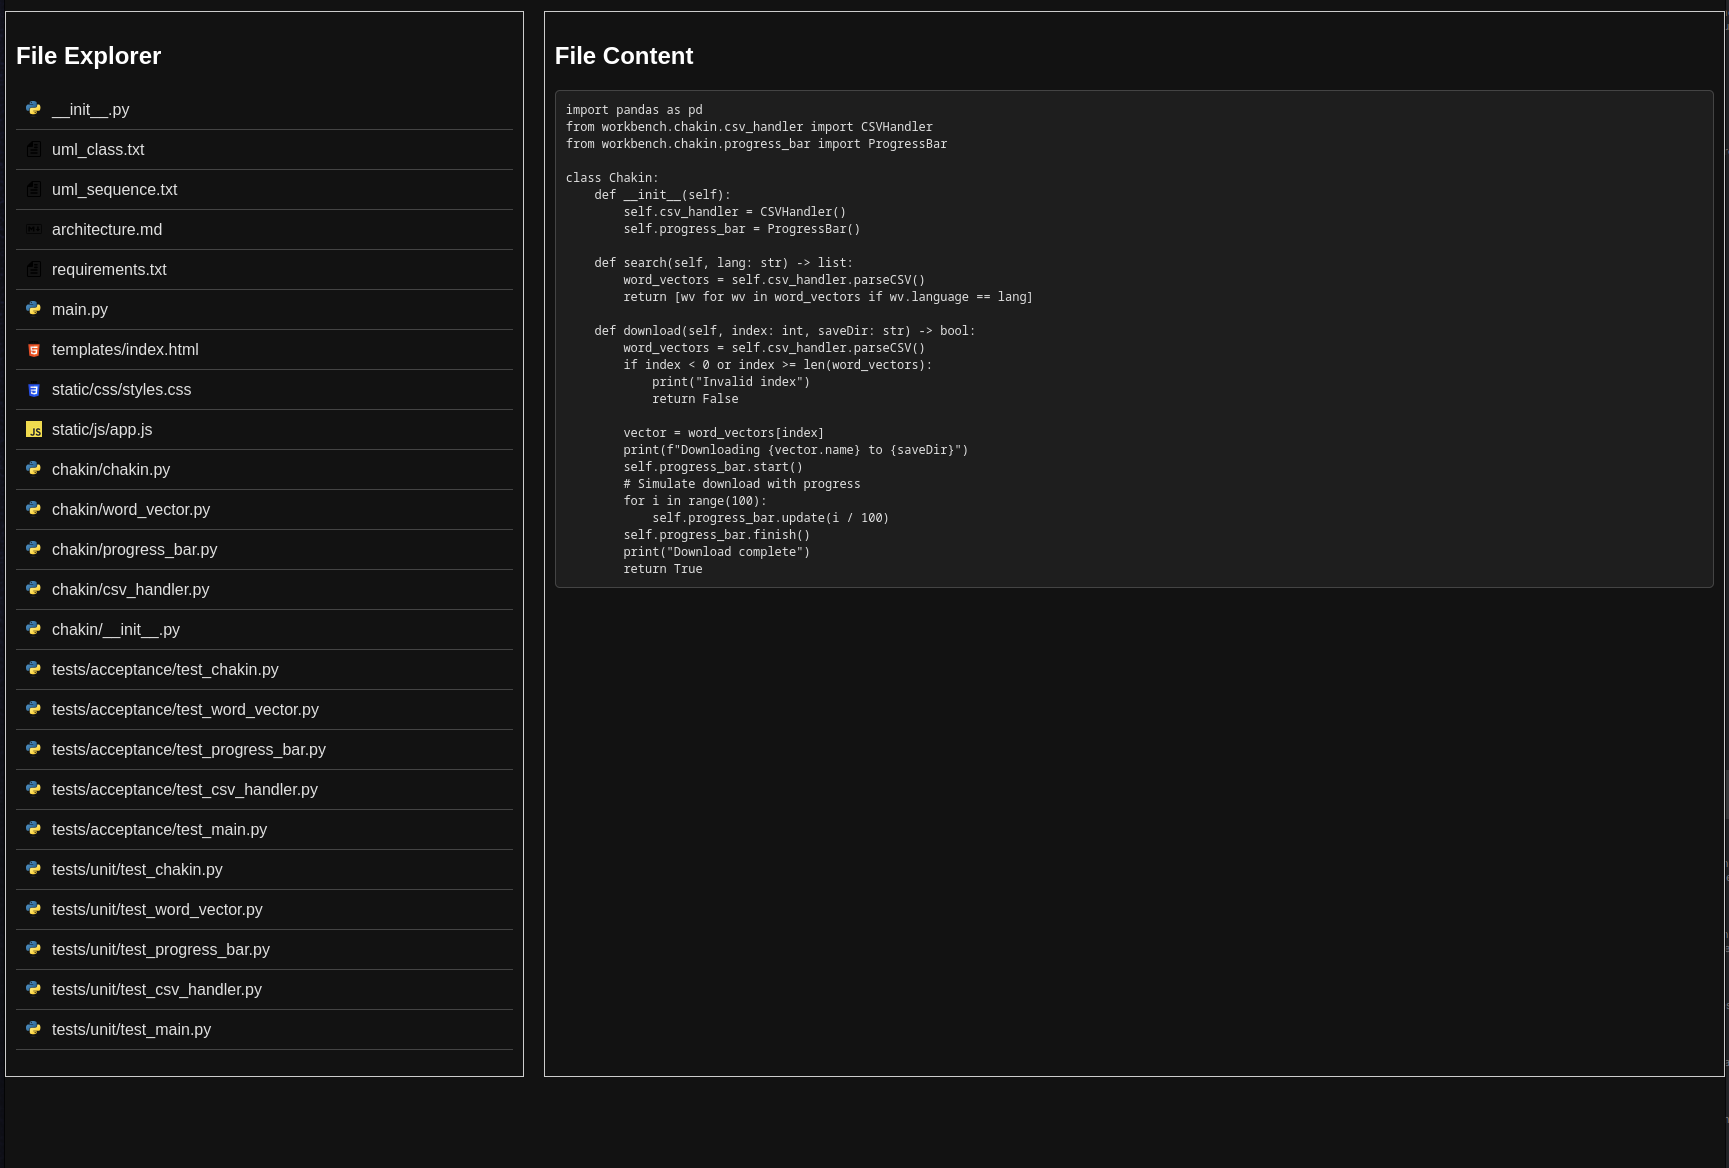 File Explorer
__init__.py
uml_class.txt
uml_sequence.txt
architecture.md
requirements.txt
main.py
templates/index.html
static/css/styles.css
JS static/js/app.js
chakin/chakin.py
chakin/word_vector.py
chakin/progress_bar.py
chakin/csv_handler.py
chakin/__init__.py
tests/acceptance/test_chakin.py
tests/acceptance/test_word_vector.py
tests/acceptance/test_progress_bar.py
tests/acceptance/test_csv_handler.py
tests/acceptance/test_main.py
tests/unit/test_chakin.py
tests/unit/test_word_vector.py
tests/unit/test_progress_bar.py
tests/unit/test_csv_handler.py
tests/unit/test_main.py
File Content
import pandas as pd
from workbench.chakin.csv_handler import CSVHandler
from workbench.chakin.progress_bar import ProgressBar

class Chakin:
    def __init__(self):
        self.csv_handler = CSVHandler()
        self.progress_bar = ProgressBar()

    def search(self, lang: str) -> list:
        word_vectors = self.csv_handler.parseCSV()
        return [wv for wv in word_vectors if wv.language == lang]

    def download(self, index: int, saveDir: str) -> bool:
        word_vectors = self.csv_handler.parseCSV()
        if index < 0 or index >= len(word_vectors):
            print("Invalid index")
            return False

        vector = word_vectors[index]
        print(f"Downloading {vector.name} to {saveDir}")
        self.progress_bar.start()
        # Simulate download with progress
        for i in range(100):
            self.progress_bar.update(i / 100)
        self.progress_bar.finish()
        print("Download complete")
        return True